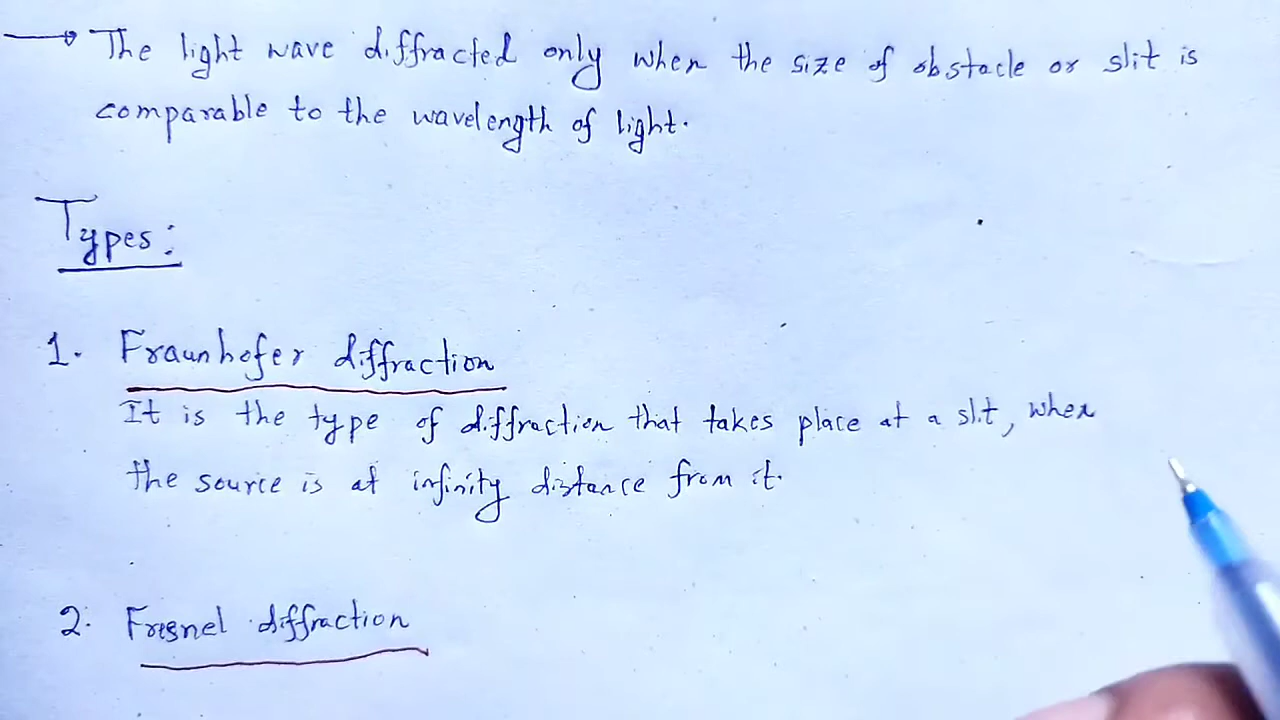 → The light wave diffracted only when the size of obstacle or slit is
comparable to the wavelength of light.
Types:
1. Fraunhofer diffraction
It is the type of diffraction that takes place at a slit, when
the source is at infinity distance from it.
2. Fresnel diffraction